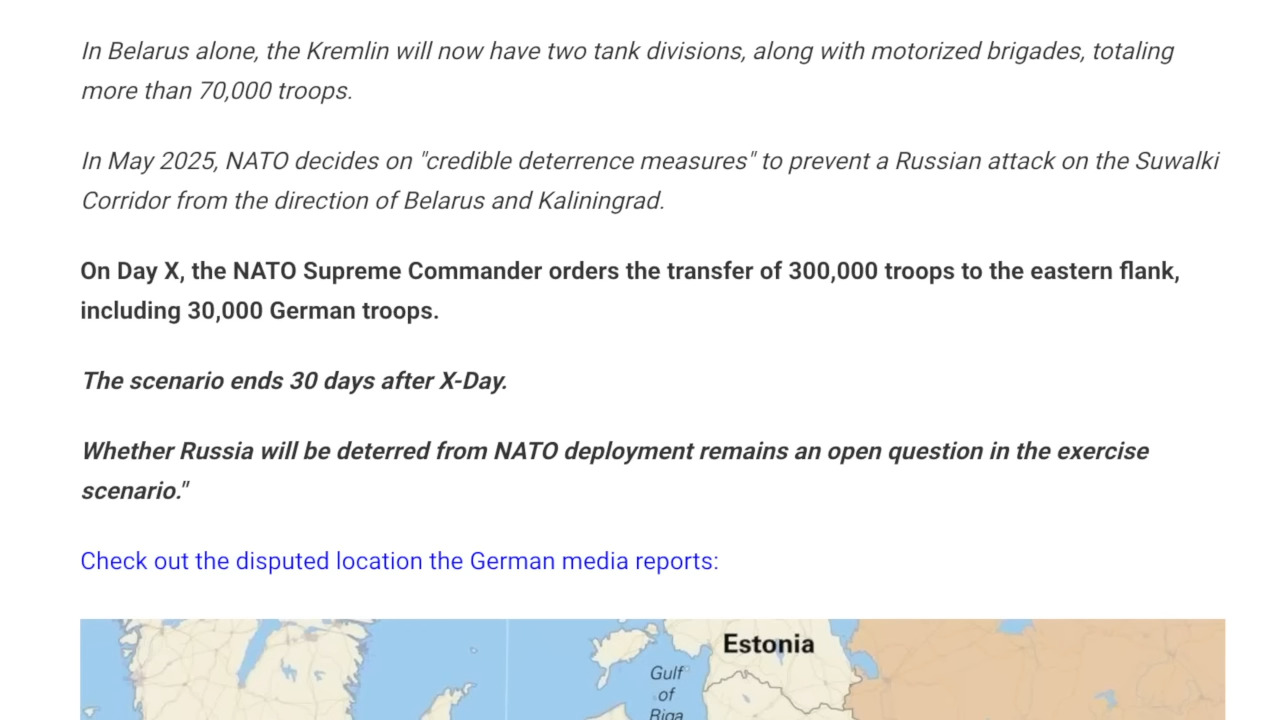 In Belarus alone, the Kremlin will now have two tank divisions, along with motorized brigades, totaling
more than 70,000 troops.
In May 2025, NATO decides on "credible deterrence measures" to prevent a Russian attack on the Suwalki
Corridor from the direction of Belarus and Kaliningrad.
On Day X, the NATO Supreme Commander orders the transfer of 300,000 troops to the eastern flank,
including 30,000 German troops.
The scenario ends 30 days after X-Day.
Whether Russia will be deterred from NATO deployment remains an open question in the exercise
scenario."
Check out the disputed location the German media reports:
Estonia
Gulf
of
Riga